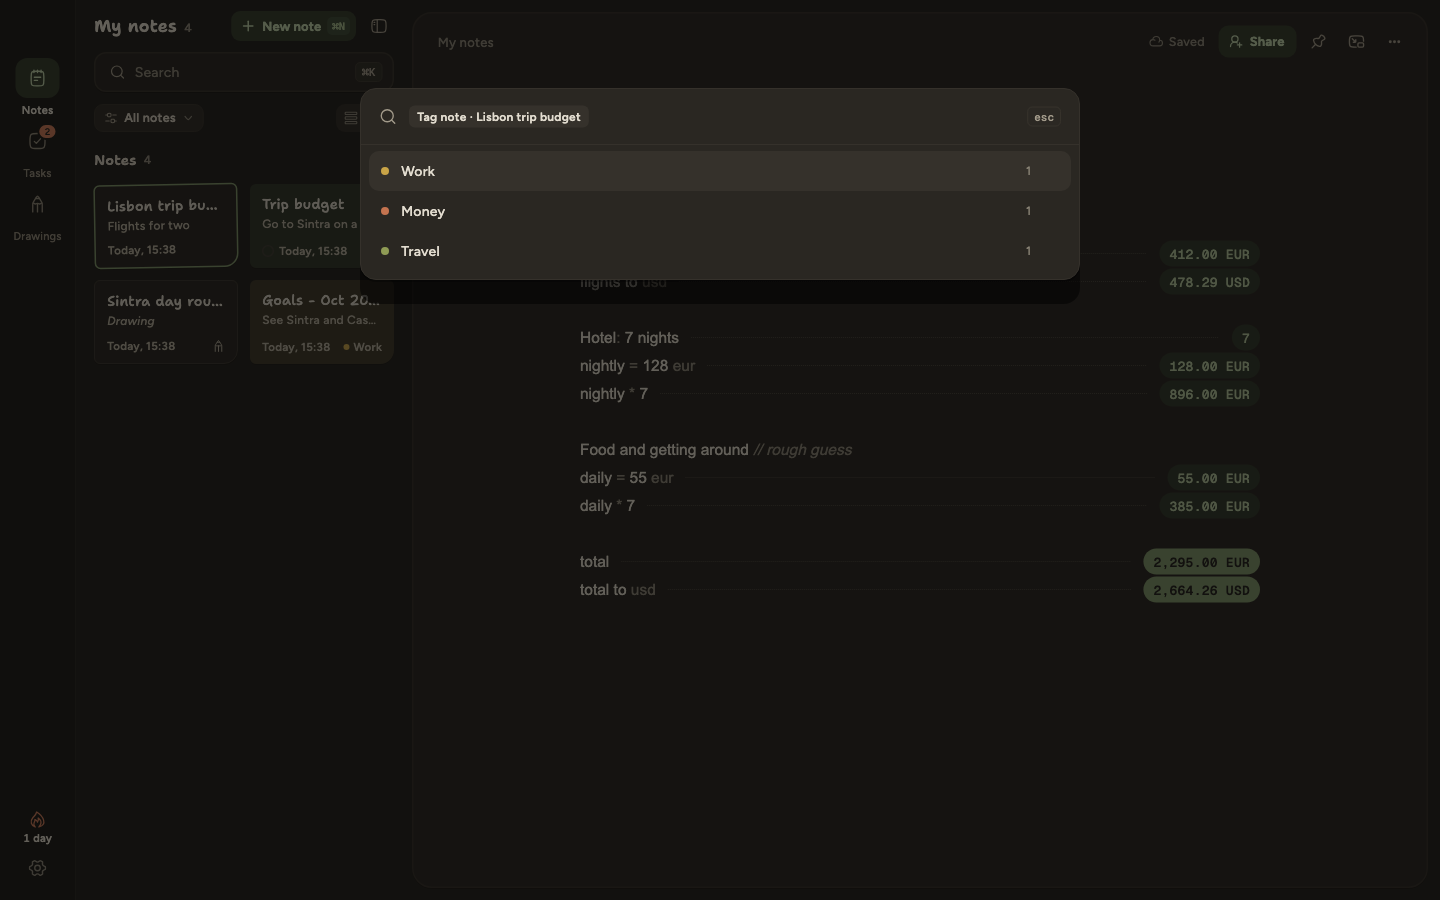 My notes 4
New note ⌘N
Search ⌘K
All notes
Notes 4
Lisbon trip bu...
Flights for two
Today, 15:38
Trip budget
Go to Sintra on a
Today, 15:38
Sintra day rou...
Drawing
Today, 15:38
Goals - Oct 20...
See Sintra and Cas...
Today, 15:38 Work
Notes
2
Tasks
Drawings
1 day
My notes
Saved
Share
Tag note · Lisbon trip budget
esc
Work 1
Money 1
Travel 1
412.00 EUR
flights to usd 478.29 USD
Hotel: 7 nights 7
nightly = 128 eur 128.00 EUR
nightly * 7 896.00 EUR
Food and getting around // rough guess
daily = 55 eur 55.00 EUR
daily * 7 385.00 EUR
total 2,295.00 EUR
total to usd 2,664.26 USD